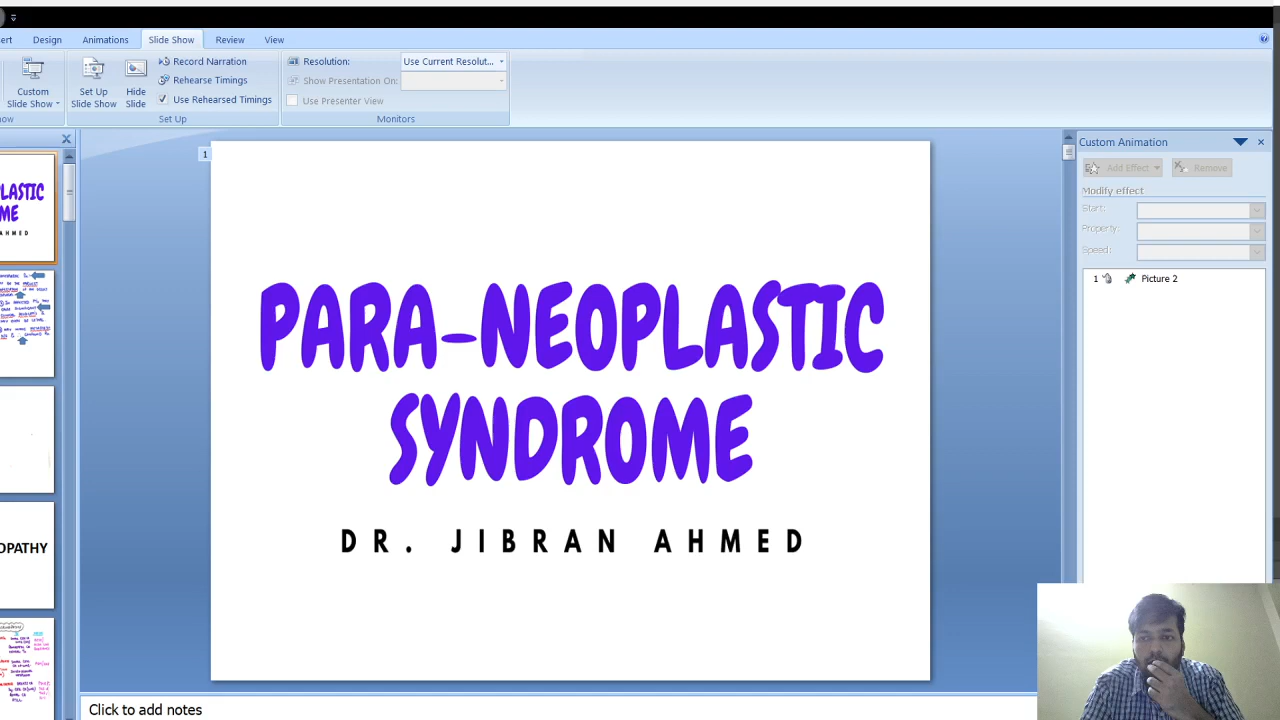 ert Design Animations Slide Show Review View
Record Narration Resolution: Use Current Resolut...
Rehearse Timings Show Presentation On:
Custom Slide Show Set Up Slide Show Hide Slide Use Rehearsed Timings Use Presenter View
ow Set Up Monitors
1
PARA-NEOPLASTIC
SYNDROME
DR. JIBRAN AHMED
Click to add notes
PLASTIC
ME
AHMED
OPATHY
Custom Animation
Add Effect Remove
Modify effect
Start:
Property:
Speed:
1 Picture 2